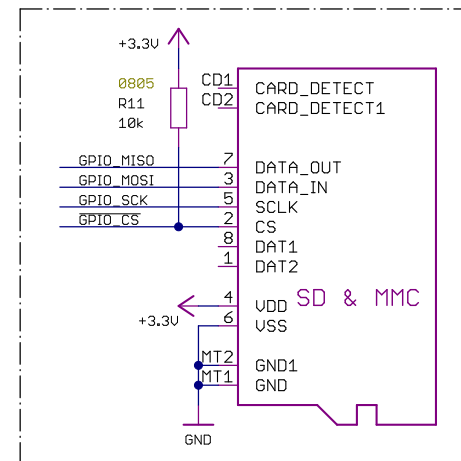 +3.3V
0805
R11
10k
CD1 CARD_DETECT
CD2 CARD_DETECT1
GPIO_MISO 7 DATA_OUT
GPIO_MOSI 3 DATA_IN
GPIO_SCK 5 SCLK
GPIO_CS 2 CS
8 DAT1
1 DAT2
SD & MMC
4 VDD
+3.3V
6 VSS
MT2 GND1
MT1 GND
GND